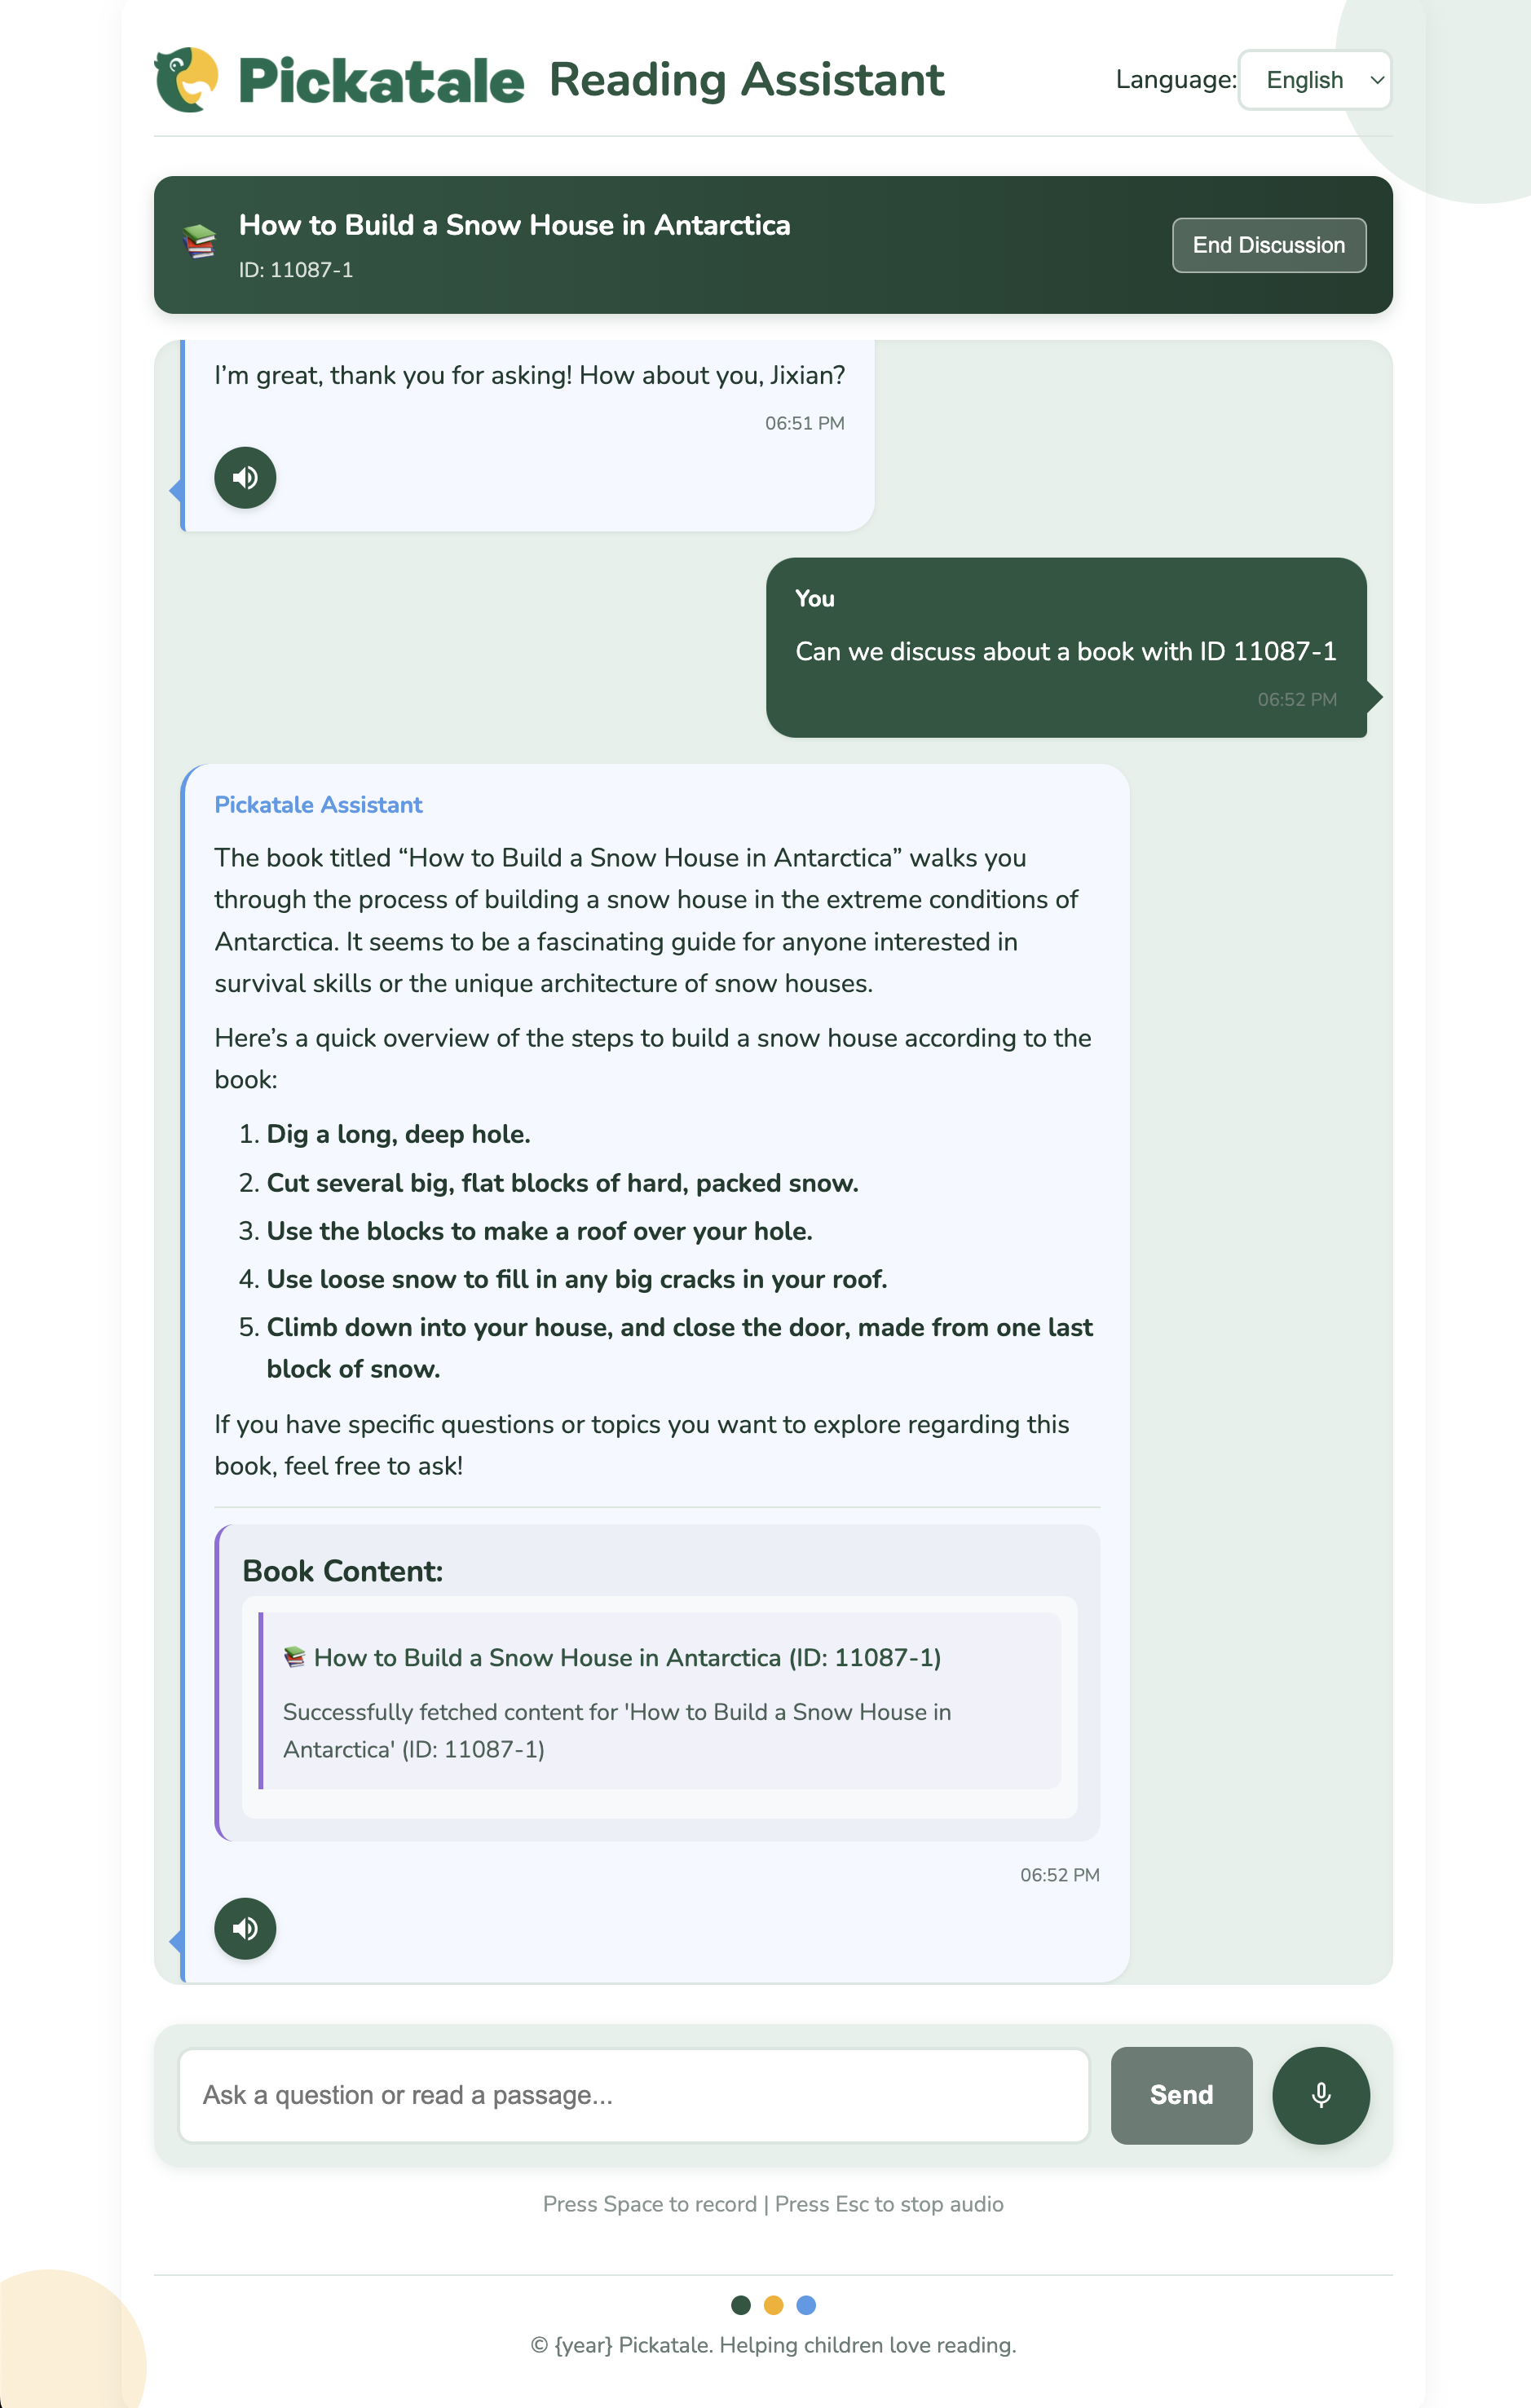 Pickatale Reading Assistant
Language: English
How to Build a Snow House in Antarctica
ID: 11087-1
End Discussion
I’m great, thank you for asking! How about you, Jixian?
06:51 PM
You
Can we discuss about a book with ID 11087-1
06:52 PM
Pickatale Assistant
The book titled “How to Build a Snow House in Antarctica” walks you
through the process of building a snow house in the extreme conditions of
Antarctica. It seems to be a fascinating guide for anyone interested in
survival skills or the unique architecture of snow houses.
Here’s a quick overview of the steps to build a snow house according to the
book:
1. Dig a long, deep hole.
2. Cut several big, flat blocks of hard, packed snow.
3. Use the blocks to make a roof over your hole.
4. Use loose snow to fill in any big cracks in your roof.
5. Climb down into your house, and close the door, made from one last
block of snow.
If you have specific questions or topics you want to explore regarding this
book, feel free to ask!
Book Content:
How to Build a Snow House in Antarctica (ID: 11087-1)
Successfully fetched content for 'How to Build a Snow House in
Antarctica' (ID: 11087-1)
06:52 PM
Ask a question or read a passage...
Send
Press Space to record | Press Esc to stop audio
© {year} Pickatale. Helping children love reading.